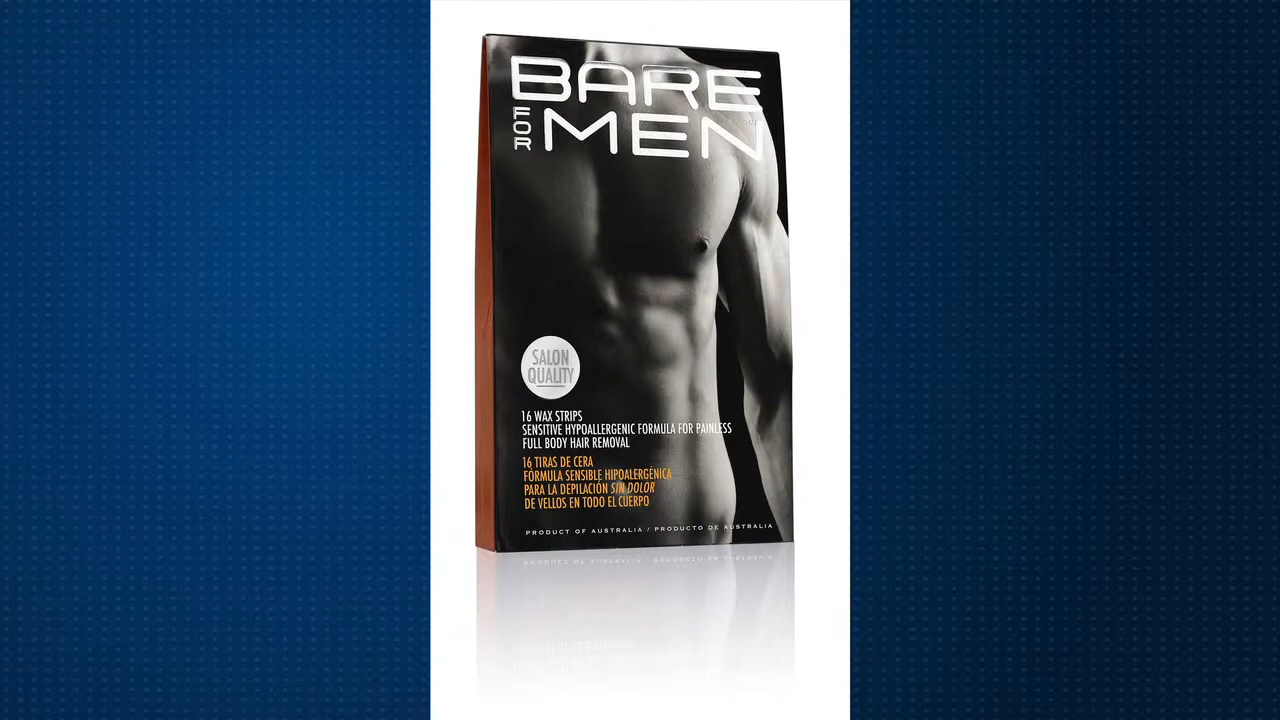 BARE
FOR
MEN
SALON
QUALITY
16 WAX STRIPS
SENSITIVE HYPOALLERGENIC FORMULA FOR PAINLESS
FULL BODY HAIR REMOVAL
16 TIRAS DE CERA
FÓRMULA SENSIBLE HIPOALERGÉNICA
PARA LA DEPILACIÓN SIN DOLOR
DE VELLOS EN TODO EL CUERPO
PRODUCT OF AUSTRALIA / PRODUCTO DE AUSTRALIA